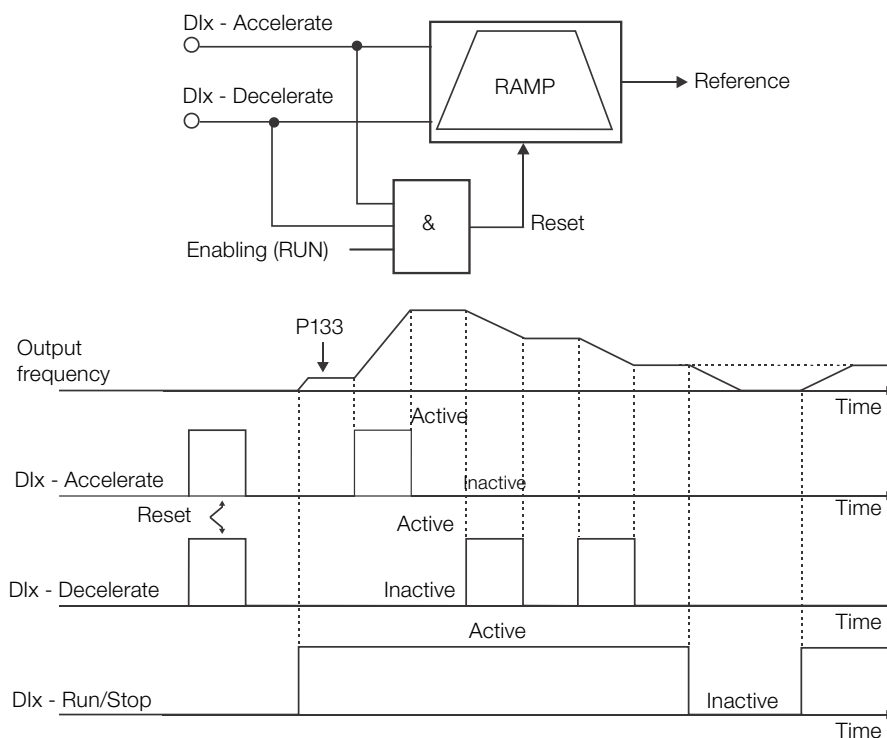 DIx - Accelerate
DIx - Decelerate
RAMP
Reference
&
Reset
Enabling (RUN)
P133
Output
frequency
Time
Active
DIx - Accelerate
Inactive
Time
Reset
Active
DIx - Decelerate
Inactive
Time
Active
DIx - Run/Stop
Inactive
Time